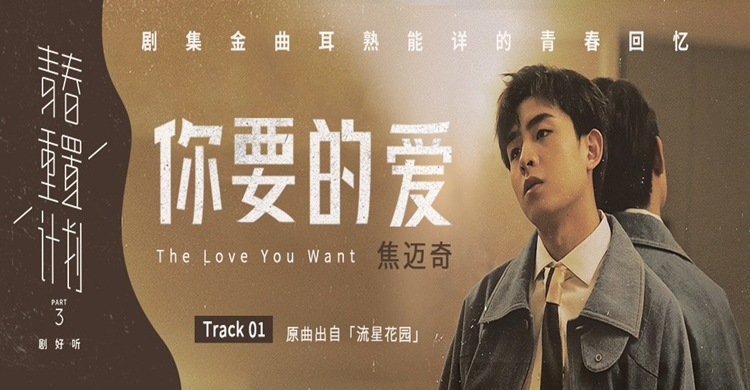 青春重置计划
PART
3
剧好听
剧集金曲耳熟能详的青春回忆
你要的爱
The Love You Want 焦迈奇
Track 01 原曲出自「流星花园」